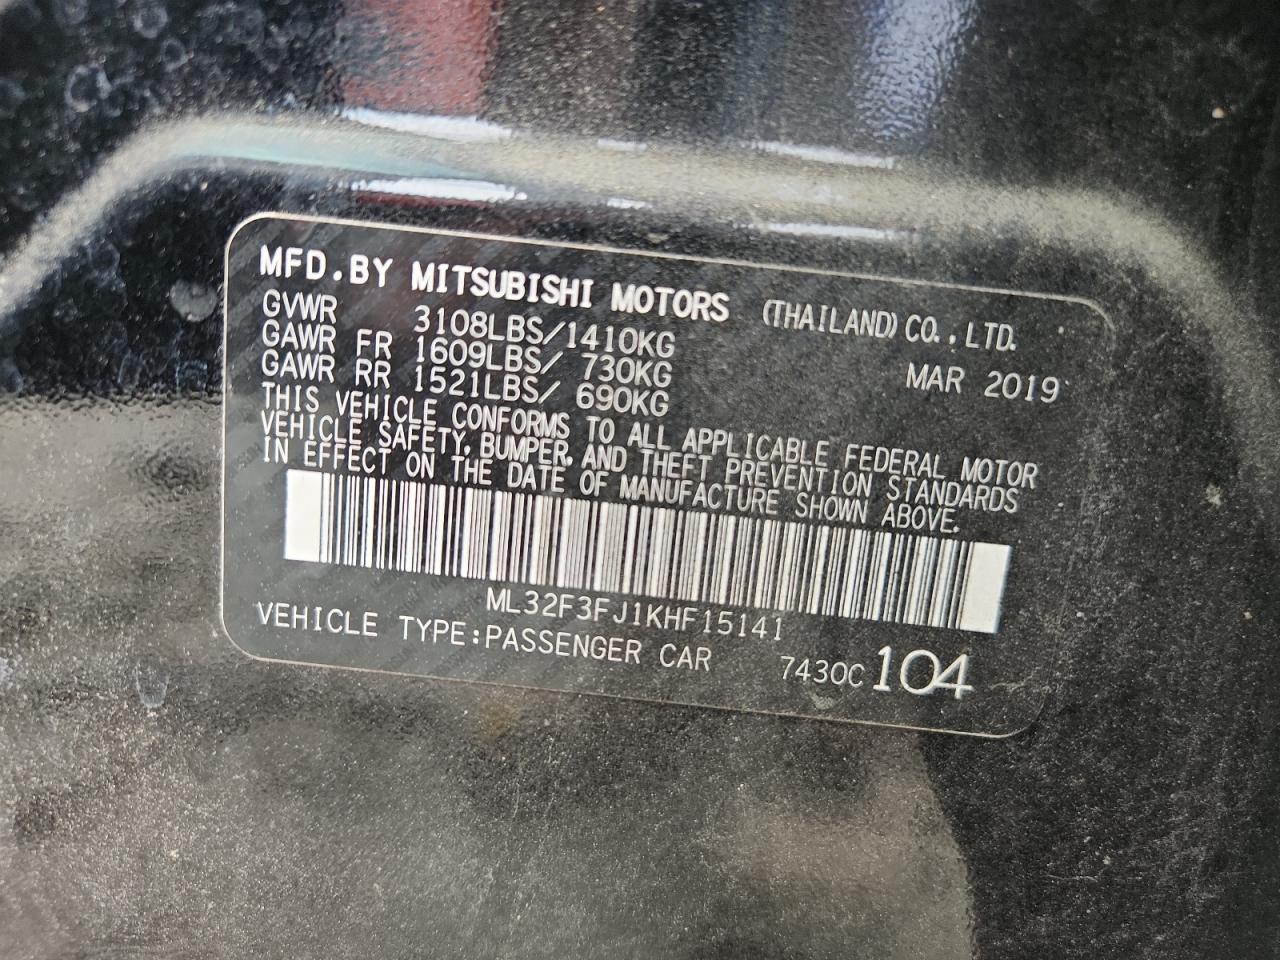 MFD.BY MITSUBISHI MOTORS (THAILAND) CO.,LTD.
GVWR 3108LBS/1410KG
GAWR FR 1609LBS/ 730KG MAR 2019
GAWR RR 1521LBS/ 690KG
THIS VEHICLE CONFORMS TO ALL APPLICABLE FEDERAL MOTOR
VEHICLE SAFETY, BUMPER, AND THEFT PREVENTION STANDARDS
IN EFFECT ON THE DATE OF MANUFACTURE SHOWN ABOVE.
ML32F3FJ1KHF15141
VEHICLE TYPE:PASSENGER CAR 7430C 104